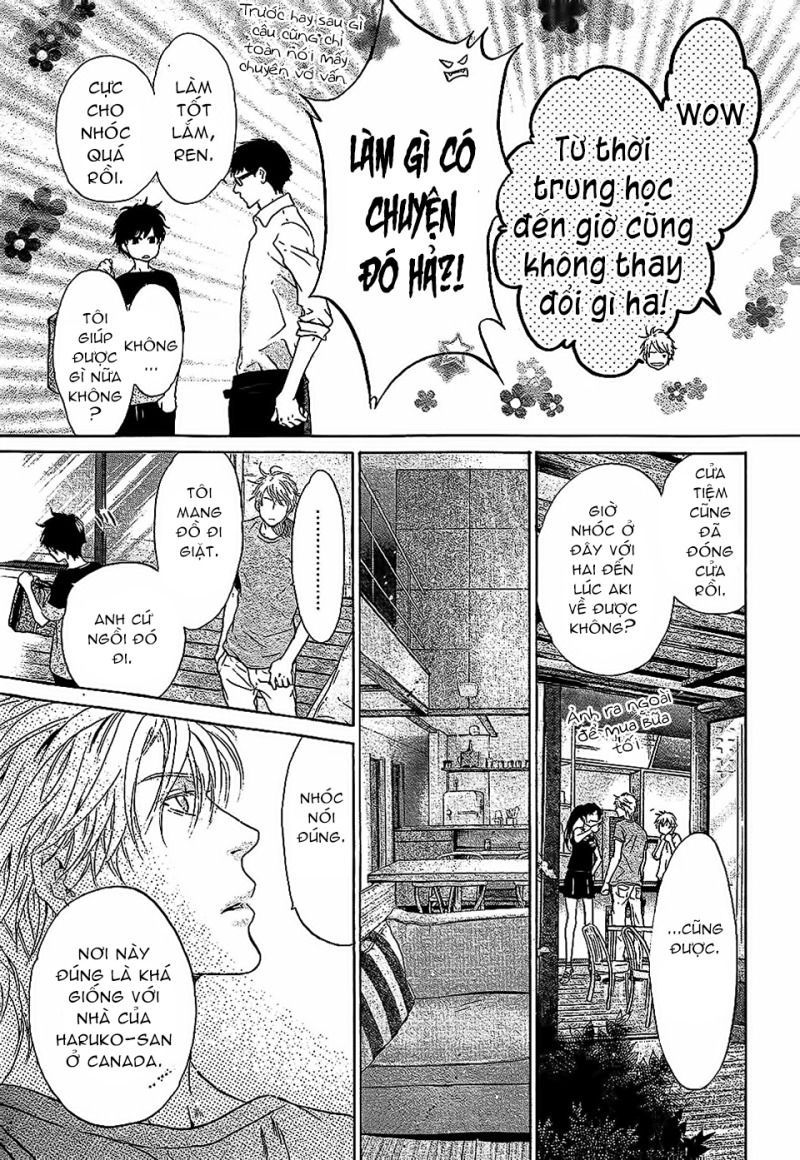 WOW
Từ thời
trung học
đến giờ cũng
không thay
đổi gì ha!
LÀM GÌ CÓ
CHUYỆN
ĐÓ HẢ?!
Trước hay sau gì
cậu cũng chỉ
toàn nói mấy
chuyện vớ vẩn.
LÀM
TỐT
LẮM,
REN.
CỰC
CHO
NHÓC
QUÁ
RỒI.
KHÔNG
...
TÔI
GIÚP
ĐƯỢC
GÌ NỮA
KHÔNG
?
CỬA
TIỆM
CŨNG
ĐÃ
ĐÓNG
CỬA
RỒI.
GIỜ
NHÓC Ở
ĐÂY VỚI
HAI ĐẾN
LÚC AKI
VỀ ĐƯỢC
KHÔNG?
Ảnh ra ngoài
để mua bữa
tối
...CŨNG
ĐƯỢC.
.........
TÔI
MANG
ĐỒ ĐI
GIẶT.
ANH CỨ
NGỒI ĐÓ
ĐI.
NHÓC
NÓI
ĐÚNG.
NƠI NÀY
ĐÚNG LÀ KHÁ
GIỐNG VỚI
NHÀ CỦA
HARUKO-SAN
Ở CANADA.
.....